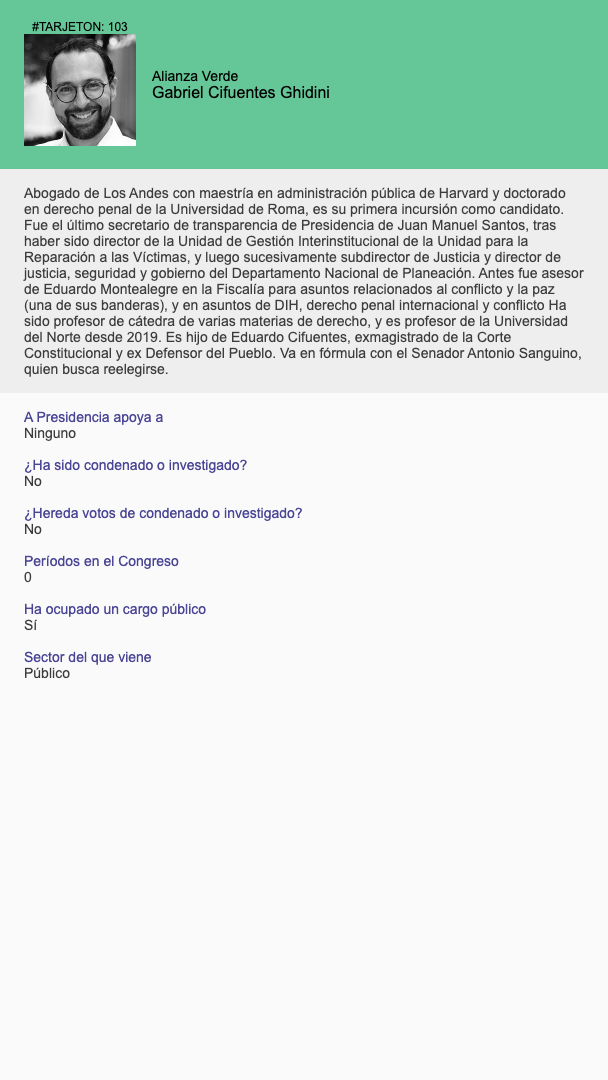 #TARJETON: 103
Alianza Verde
Gabriel Cifuentes Ghidini
Abogado de Los Andes con maestría en administración pública de Harvard y doctorado
en derecho penal de la Universidad de Roma, es su primera incursión como candidato.
Fue el último secretario de transparencia de Presidencia de Juan Manuel Santos, tras
haber sido director de la Unidad de Gestión Interinstitucional de la Unidad para la
Reparación a las Víctimas, y luego sucesivamente subdirector de Justicia y director de
justicia, seguridad y gobierno del Departamento Nacional de Planeación. Antes fue asesor
de Eduardo Montealegre en la Fiscalía para asuntos relacionados al conflicto y la paz
(una de sus banderas), y en asuntos de DIH, derecho penal internacional y conflicto Ha
sido profesor de cátedra de varias materias de derecho, y es profesor de la Universidad
del Norte desde 2019. Es hijo de Eduardo Cifuentes, exmagistrado de la Corte
Constitucional y ex Defensor del Pueblo. Va en fórmula con el Senador Antonio Sanguino,
quien busca reelegirse.
A Presidencia apoya a
Ninguno
¿Ha sido condenado o investigado?
No
¿Hereda votos de condenado o investigado?
No
Períodos en el Congreso
0
Ha ocupado un cargo público
Sí
Sector del que viene
Público